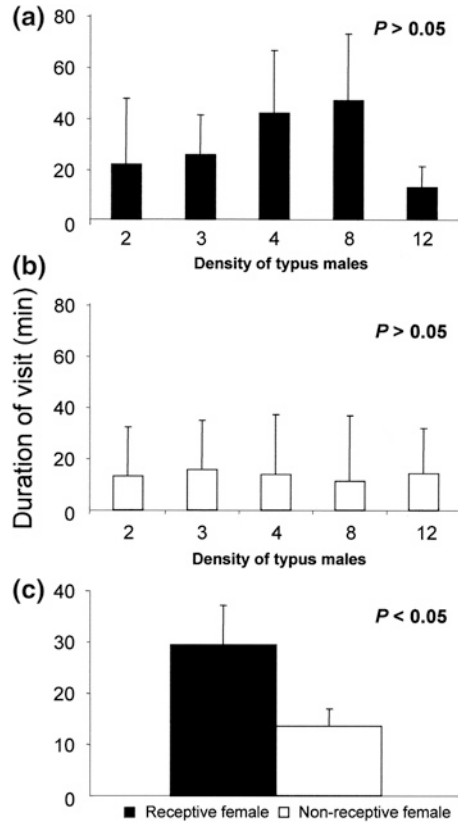 (a)
80
60
40
20
0
P > 0.05
2 3 4 8 12
Density of typus males
(b)
80
60
40
20
0
P > 0.05
2 3 4 8 12
Density of typus males
Duration of visit (min)
(c)
40
30
20
10
0
P < 0.05
Receptive female Non-receptive female